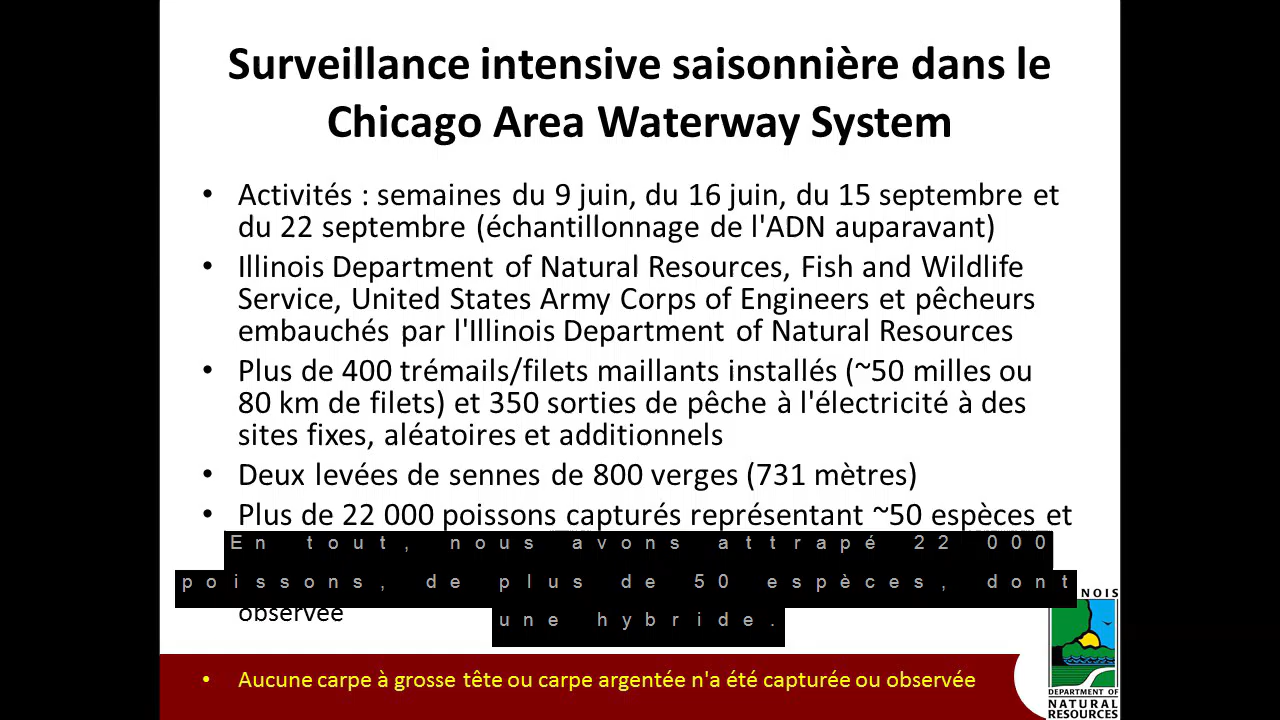 Surveillance intensive saisonnière dans le
Chicago Area Waterway System
• Activités : semaines du 9 juin, du 16 juin, du 15 septembre et
du 22 septembre (échantillonnage de l'ADN auparavant)
• Illinois Department of Natural Resources, Fish and Wildlife
Service, United States Army Corps of Engineers et pêcheurs
embauchés par l'Illinois Department of Natural Resources
• Plus de 400 trémails/filets maillants installés (~50 milles ou
80 km de filets) et 350 sorties de pêche à l'électricité à des
sites fixes, aléatoires et additionnels
• Deux levées de sennes de 800 verges (731 mètres)
• Plus de 22 000 poissons capturés représentant ~50 espèces et
En tout, nous avons attrapé 22 000
poissons, de plus de 50 espèces, dont
une hybride.
observée
• Aucune carpe à grosse tête ou carpe argentée n'a été capturée ou observée
NOIS
DEPARTMENT OF
NATURAL
RESOURCES